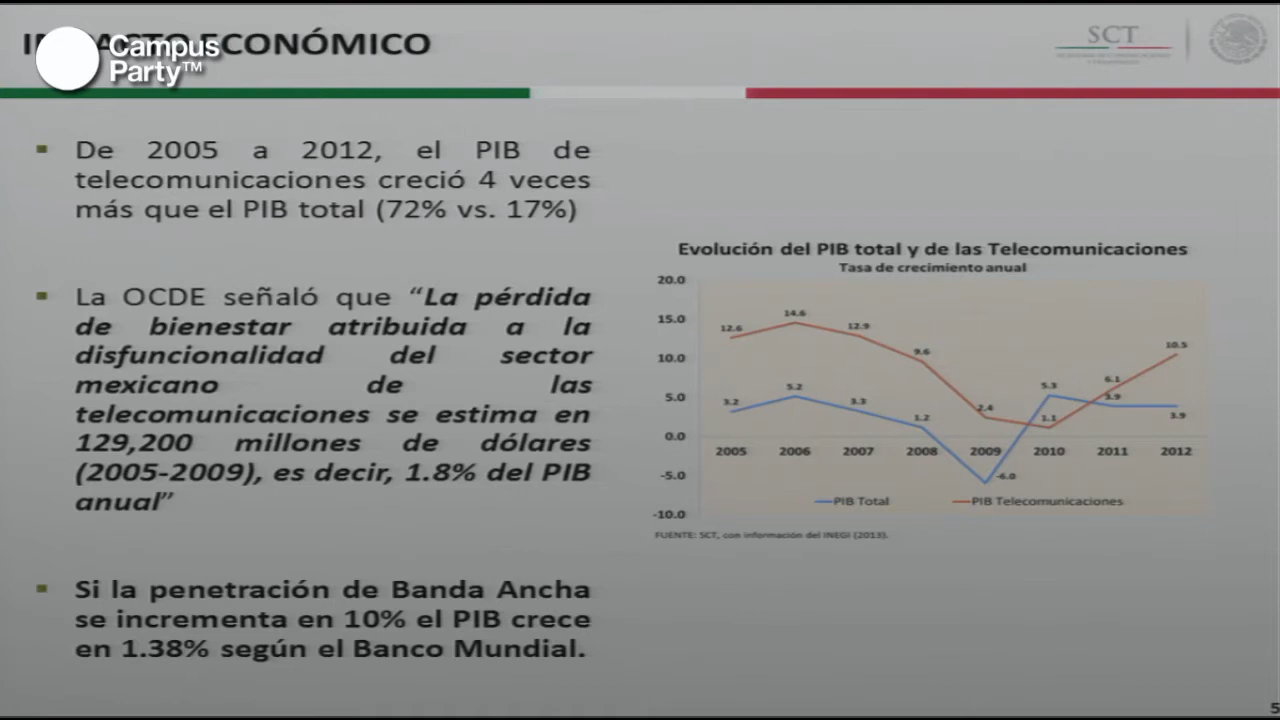 IMPACTO ECONÓMICO
Campus
Party™
SCT
De 2005 a 2012, el PIB de
telecomunicaciones creció 4 veces
más que el PIB total (72% vs. 17%)
La OCDE señaló que “La pérdida
de bienestar atribuida a la
disfuncionalidad del sector
mexicano de las
telecomunicaciones se estima en
129,200 millones de dólares
(2005-2009), es decir, 1.8% del PIB
anual”
Si la penetración de Banda Ancha
se incrementa en 10% el PIB crece
en 1.38% según el Banco Mundial.
Evolución del PIB total y de las Telecomunicaciones
Tasa de crecimiento anual
20.0
15.0
10.0
5.0
0.0
-5.0
-10.0
12.6 14.6 12.9 9.6 2.4 1.1 6.1 10.5
3.2 5.2 3.3 1.2 -6.0 5.3 3.9 3.9
2005 2006 2007 2008 2009 2010 2011 2012
PIB Total PIB Telecomunicaciones
FUENTE: SCT, con información del INEGI (2013).
5